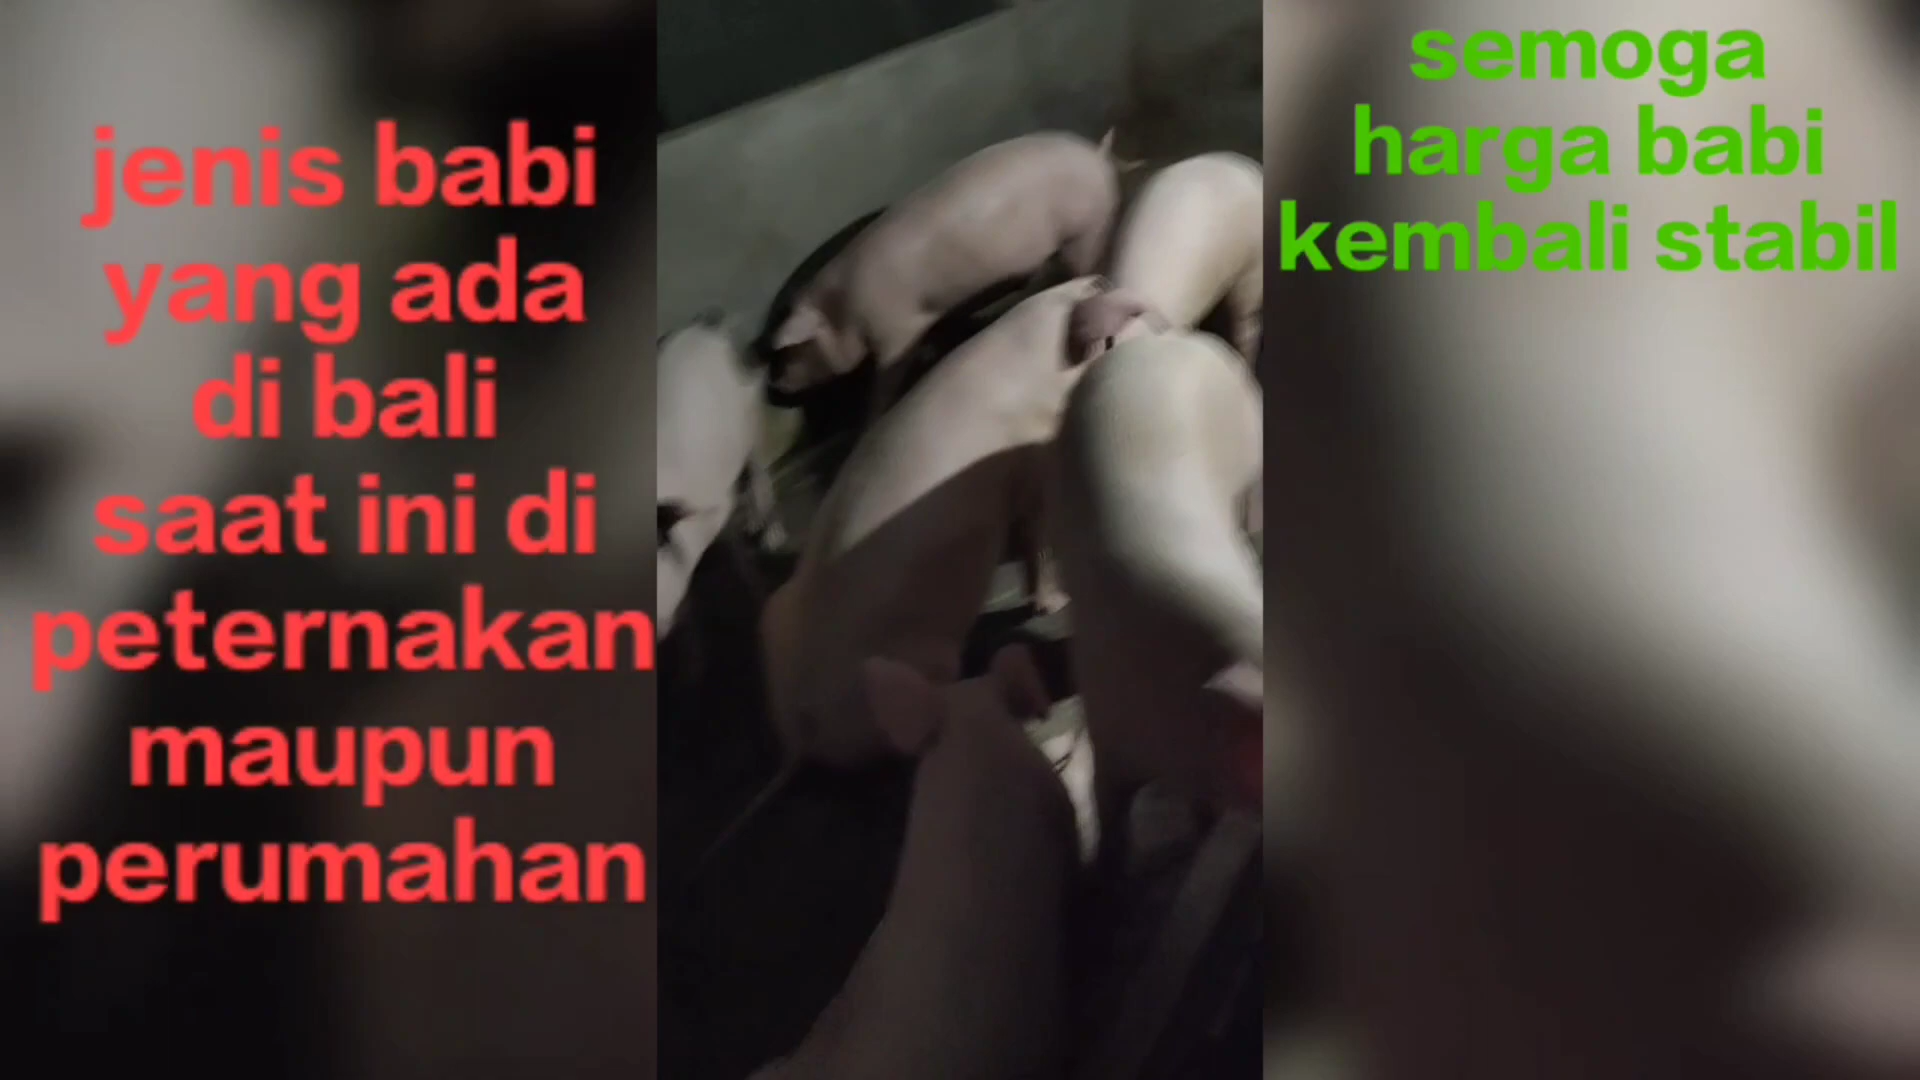 jenis babi
yang ada
di bali
saat ini di
peternakan
maupun
perumahan
semoga
harga babi
kembali stabil